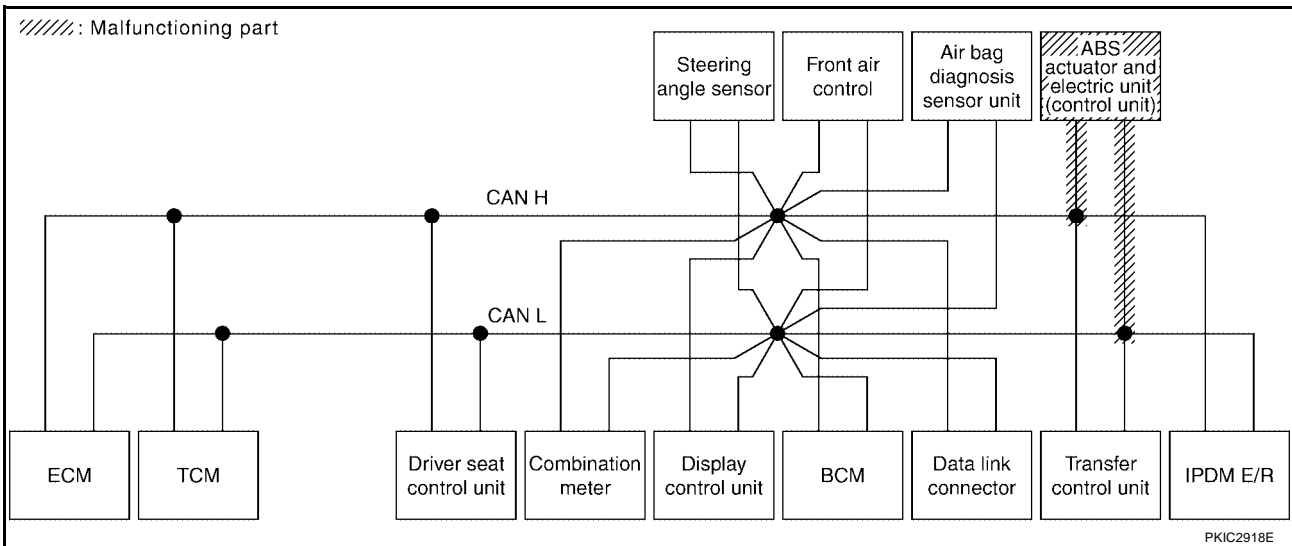 : Malfunctioning part
Steering
angle sensor
Front air
control
Air bag
diagnosis
sensor unit
ABS
actuator and
electric unit
(control unit)
CAN H
CAN L
ECM
TCM
Driver seat
control unit
Combination
meter
Display
control unit
BCM
Data link
connector
Transfer
control unit
IPDM E/R
PKIC2918E